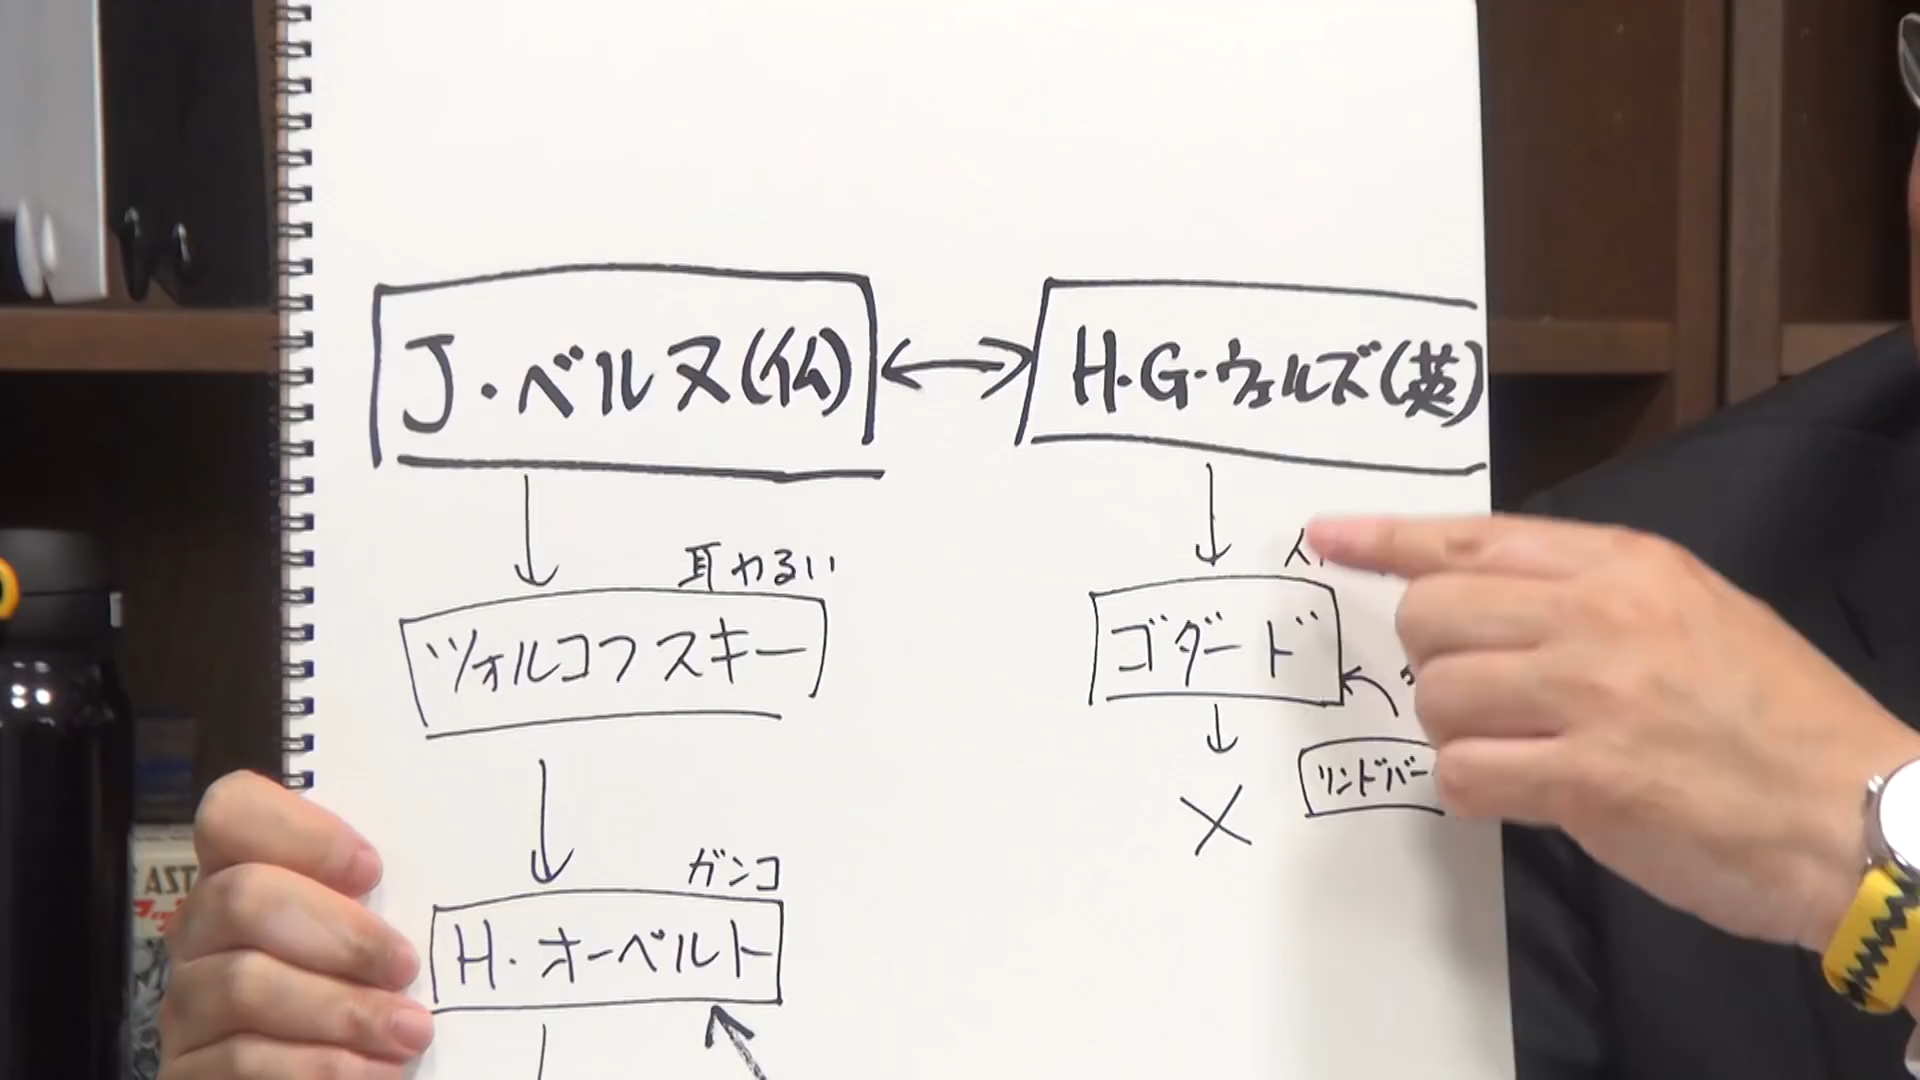 J・ベルヌ(仏)
H・G・ウェルズ(英)
耳わるい
ツォルコフスキー
ゴダード
リンドバー
ガンコ
H・オーベルト
AST